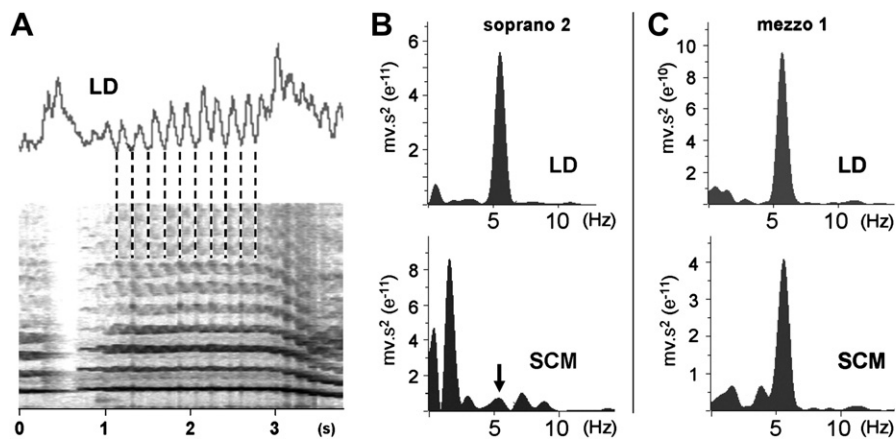 A
LD
0 1 2 3 (s)
B
soprano 2
mv.s² (e⁻¹¹)
6
5
4
2
LD
5 10 (Hz)
mv.s² (e⁻¹¹)
8
6
4
2
SCM
5 10 (Hz)
C
mezzo 1
mv.s² (e⁻¹⁰)
10
8
6
4
2
LD
5 10 (Hz)
mv.s² (e⁻¹¹)
4
3
2
1
SCM
5 10 (Hz)